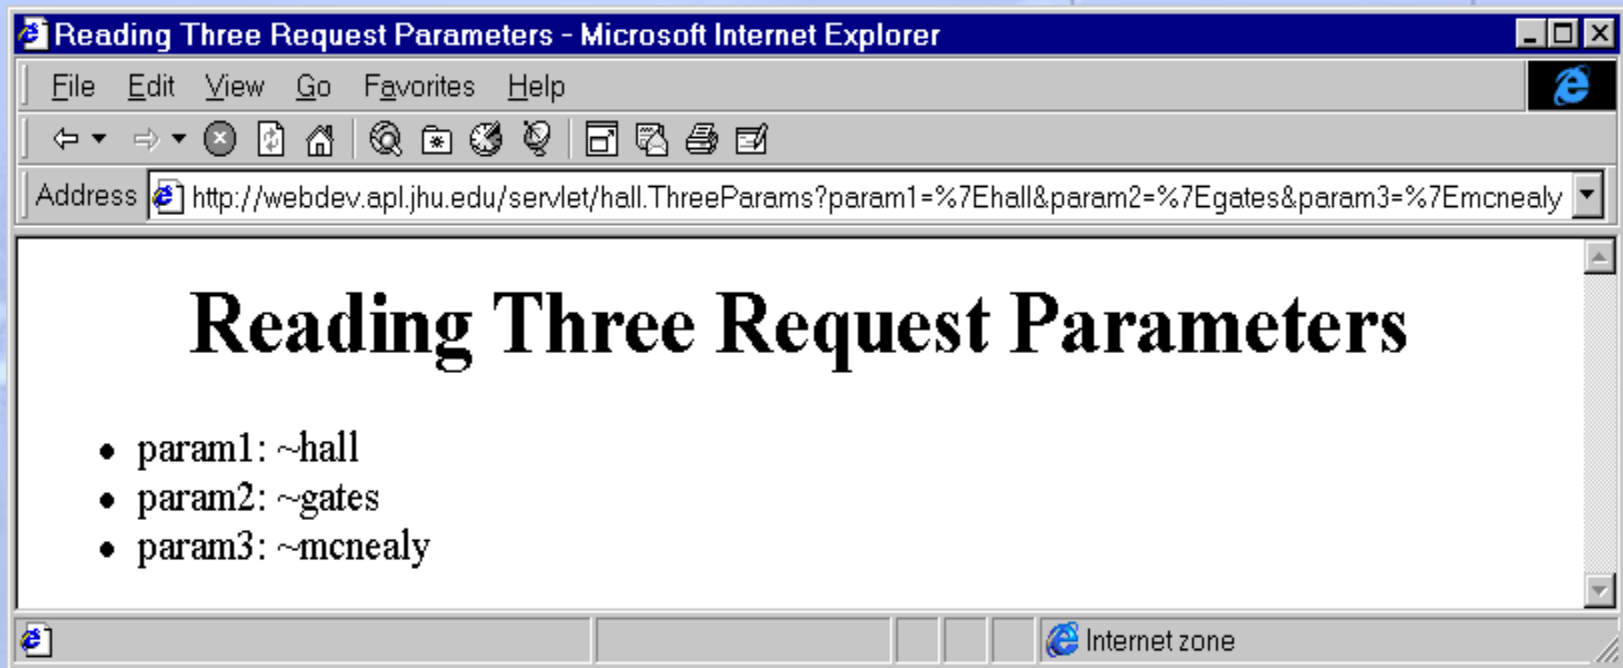 Reading Three Request Parameters - Microsoft Internet Explorer
File Edit View Go Favorites Help
Address http://webdev.apl.jhu.edu/servlet/hall.ThreeParams?param1=%7Ehall&param2=%7Egates&param3=%7Emcnealy
Reading Three Request Parameters
• param1: ~hall
• param2: ~gates
• param3: ~mcnealy
Internet zone